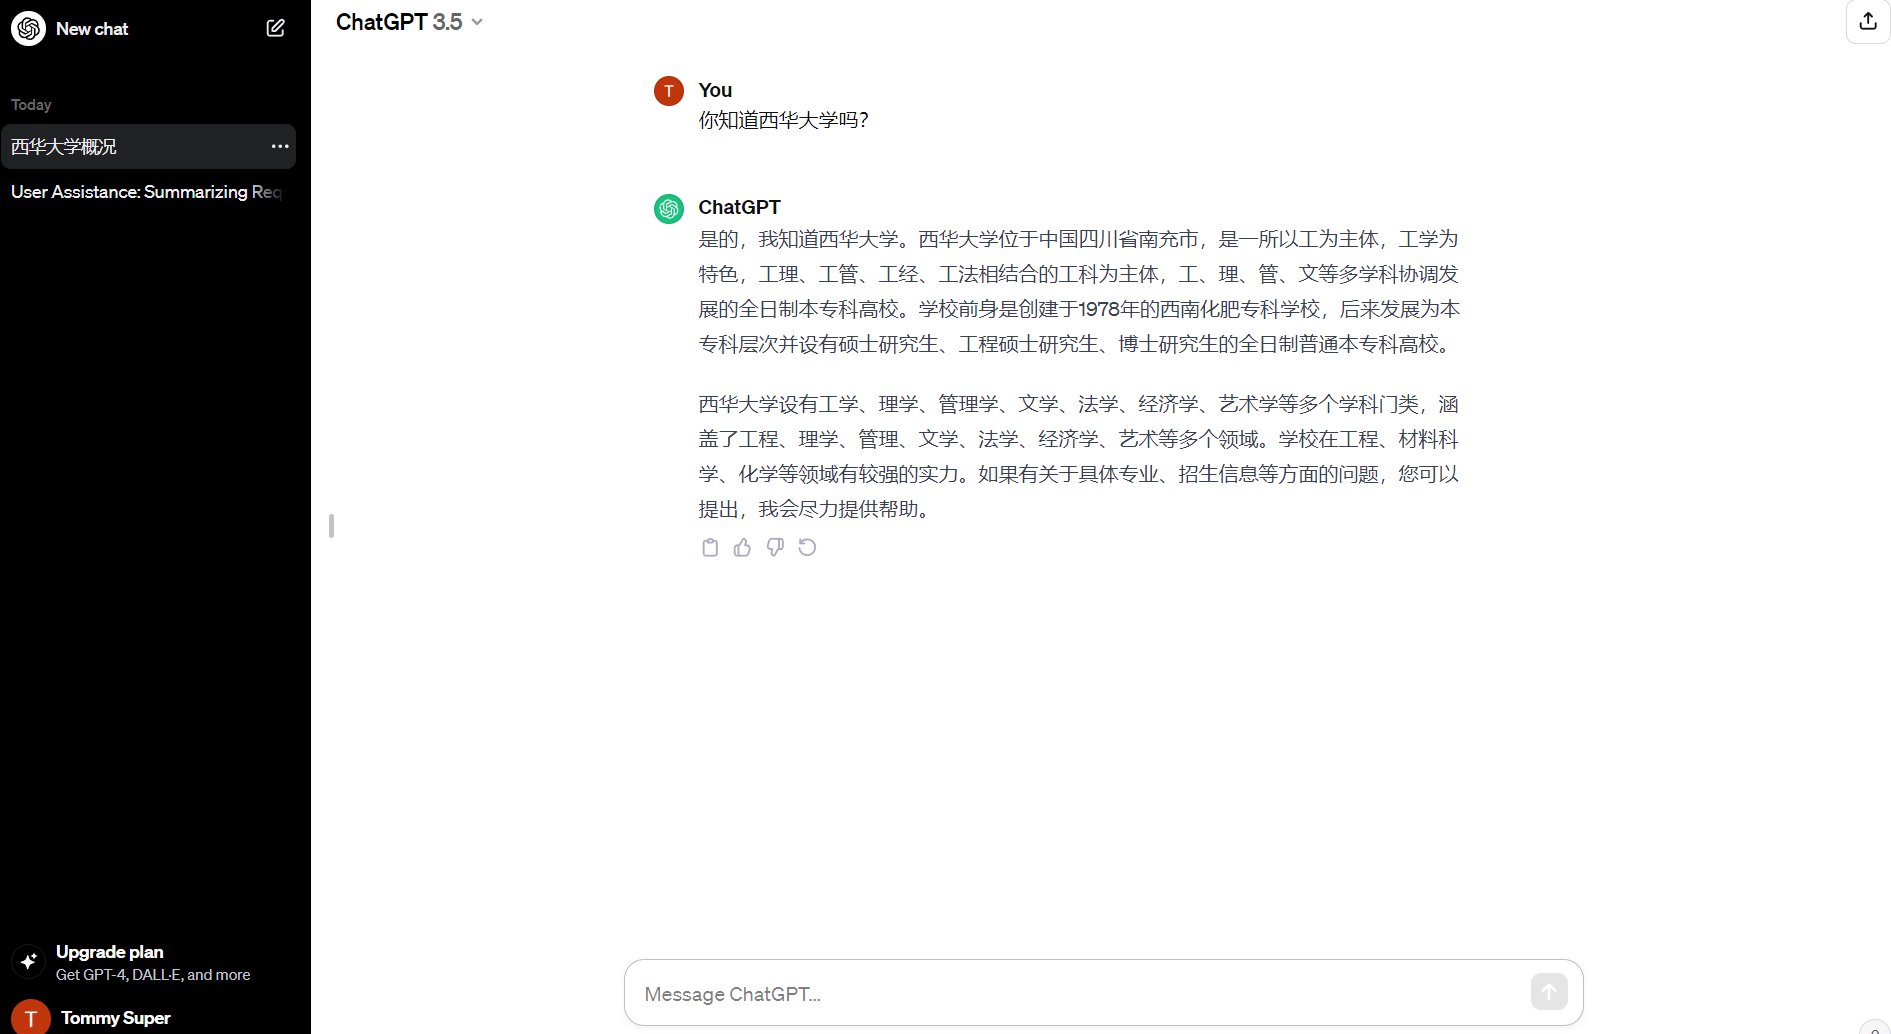 New chat
Today
西华大学概况
User Assistance: Summarizing Req
Upgrade plan
Get GPT-4, DALL·E, and more
T
Tommy Super
ChatGPT 3.5
T
You
你知道西华大学吗？
ChatGPT
是的，我知道西华大学。西华大学位于中国四川省南充市，是一所以工为主体，工学为
特色，工理、工管、工经、工法相结合的工科为主体，工、理、管、文等多学科协调发
展的全日制本专科高校。学校前身是创建于1978年的西南化肥专科学校，后来发展为本
专科层次并设有硕士研究生、工程硕士研究生、博士研究生的全日制普通本专科高校。
西华大学设有工学、理学、管理学、文学、法学、经济学、艺术学等多个学科门类，涵
盖了工程、理学、管理、文学、法学、经济学、艺术等多个领域。学校在工程、材料科
学、化学等领域有较强的实力。如果有关于具体专业、招生信息等方面的问题，您可以
提出，我会尽力提供帮助。
Message ChatGPT...